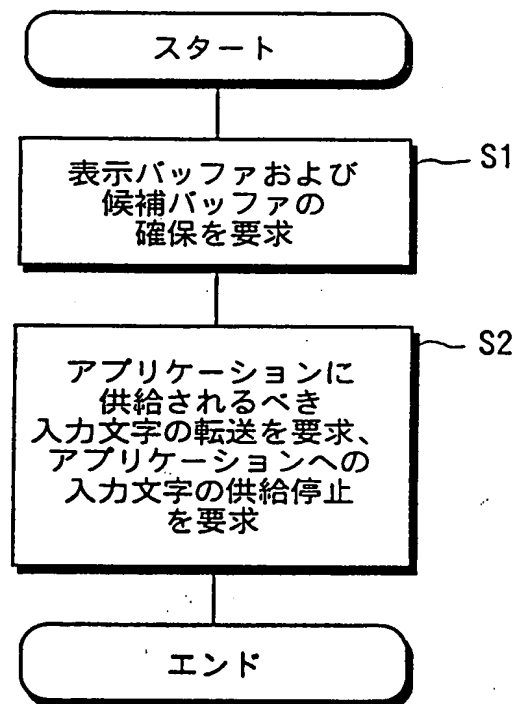 スタート
表示バッファおよび
候補バッファの
確保を要求
S1
アプリケーションに
供給されるべき
入力文字の転送を要求、
アプリケーションへの
入力文字の供給停止
を要求
S2
エンド